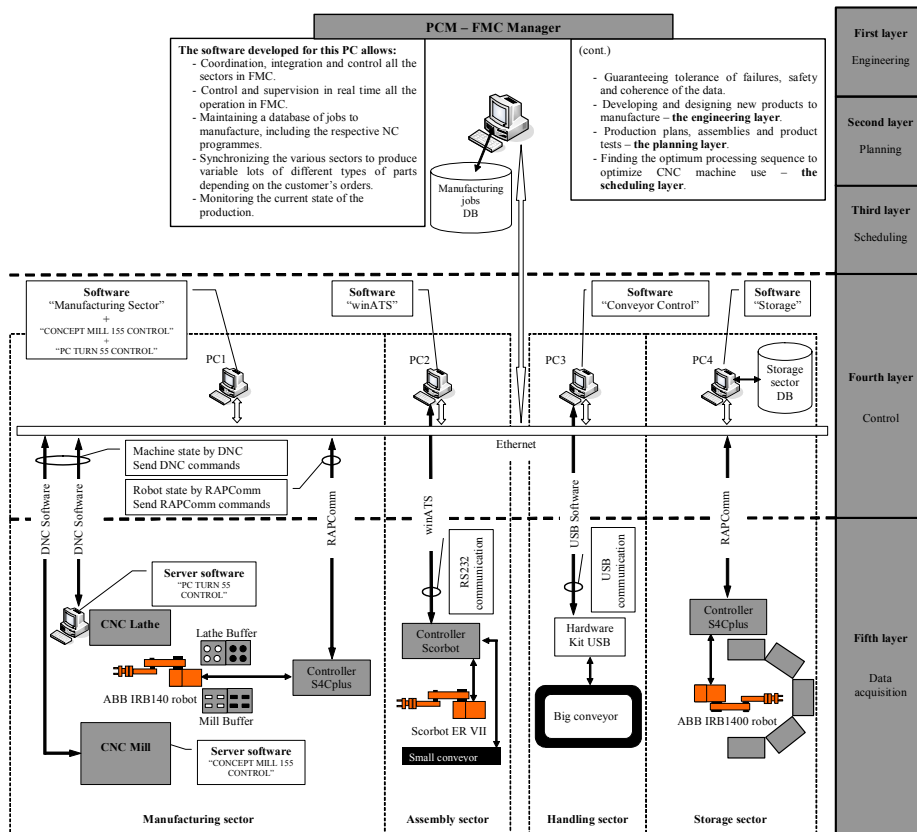 PCM – FMC Manager
The software developed for this PC allows:
- Coordination, integration and control all the
sectors in FMC.
- Control and supervision in real time all the
operation in FMC.
- Maintaining a database of jobs to
manufacture, including the respective NC
programmes.
- Synchronizing the various sectors to produce
variable lots of different types of parts
depending on the customer's orders.
- Monitoring the current state of the
production.
Manufacturing
jobs
DB
(cont.)
- Guaranteeing tolerance of failures, safety
and coherence of the data.
- Developing and designing new products to
manufacture – the engineering layer.
- Production plans, assemblies and product
tests – the planning layer.
- Finding the optimum processing sequence to
optimize CNC machine use – the
scheduling layer.
First layer
Engineering
Second layer
Planning
Third layer
Scheduling
Software
"Manufacturing Sector"
+
"CONCEPT MILL 155 CONTROL"
+
"PC TURN 55 CONTROL"
Software
"winATS"
Software
"Conveyor Control"
Software
"Storage"
PC1
PC2
PC3
PC4
Storage
sector
DB
Fourth layer
Control
Ethernet
Machine state by DNC
Send DNC commands
Robot state by RAPComm
Send RAPComm commands
DNC Software
DNC Software
RAPComm
winATS
USB Software
RAPComm
RS232
communication
USB
communication
Server software
"PC TURN 55
CONTROL"
CNC Lathe
Lathe Buffer
Controller
S4Cplus
ABB IRB140 robot
Mill Buffer
CNC Mill
Server software
"CONCEPT MILL 155
CONTROL"
Controller
Scorbot
Scorbot ER VII
Small conveyor
Hardware
Kit USB
Big conveyor
Controller
S4Cplus
ABB IRB1400 robot
Fifth layer
Data
acquisition
Manufacturing sector
Assembly sector
Handling sector
Storage sector